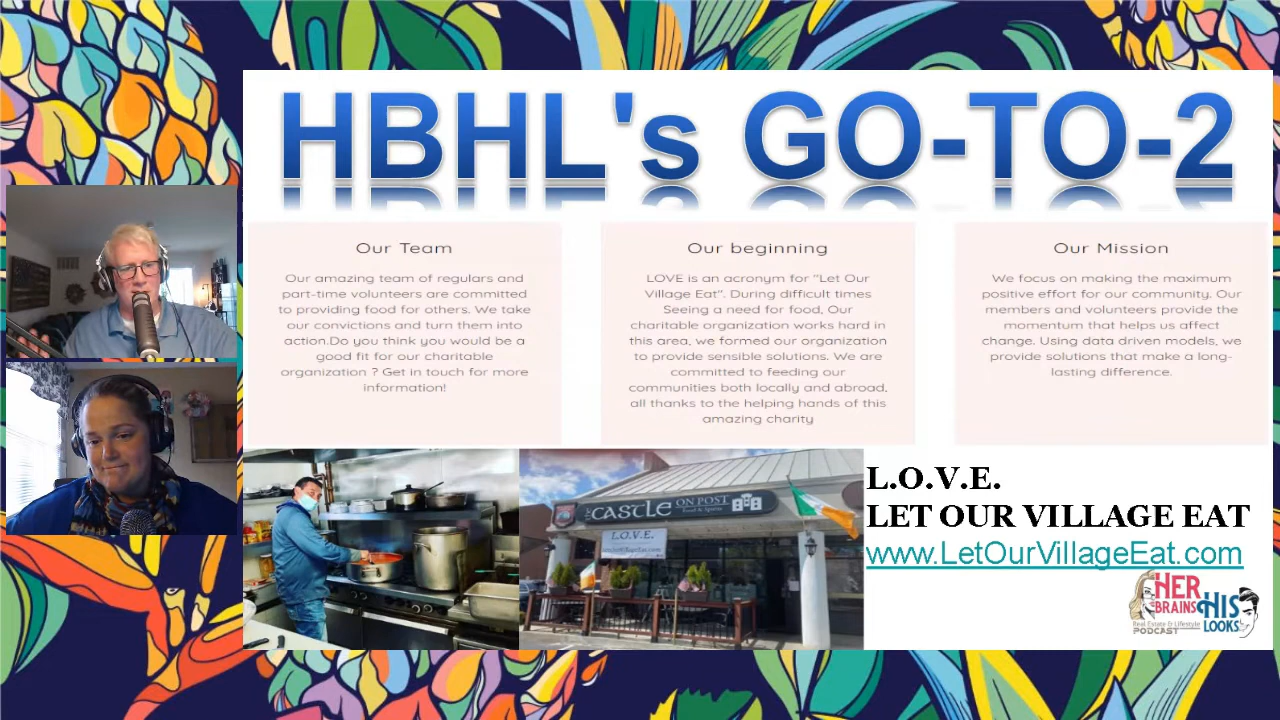 HBHL's GO-TO-2
Our Team
Our amazing team of regulars and
part-time volunteers are committed
to providing food for others. We take
our convictions and turn them into
action.Do you think you would be a
good fit for our charitable
organization ? Get in touch for more
information!
Our beginning
LOVE is an acronym for "Let Our
Village Eat". During difficult times
Seeing a need for food, Our
charitable organization works hard in
this area, we formed our organization
to provide sensible solutions. We are
committed to feeding our
communities both locally and abroad,
all thanks to the helping hands of this
amazing charity
Our Mission
We focus on making the maximum
positive effort for our community. Our
members and volunteers provide the
momentum that helps us affect
change. Using data driven models, we
provide solutions that make a long-
lasting difference.
THE CASTLE ON POST
Food & Spirits
L.O.V.E.
LetOurVillageEat.com
L.O.V.E.
LET OUR VILLAGE EAT
www.LetOurVillageEat.com
HER
BRAINS
HIS
LOOKS
Real Estate & Lifestyle
PODCAST